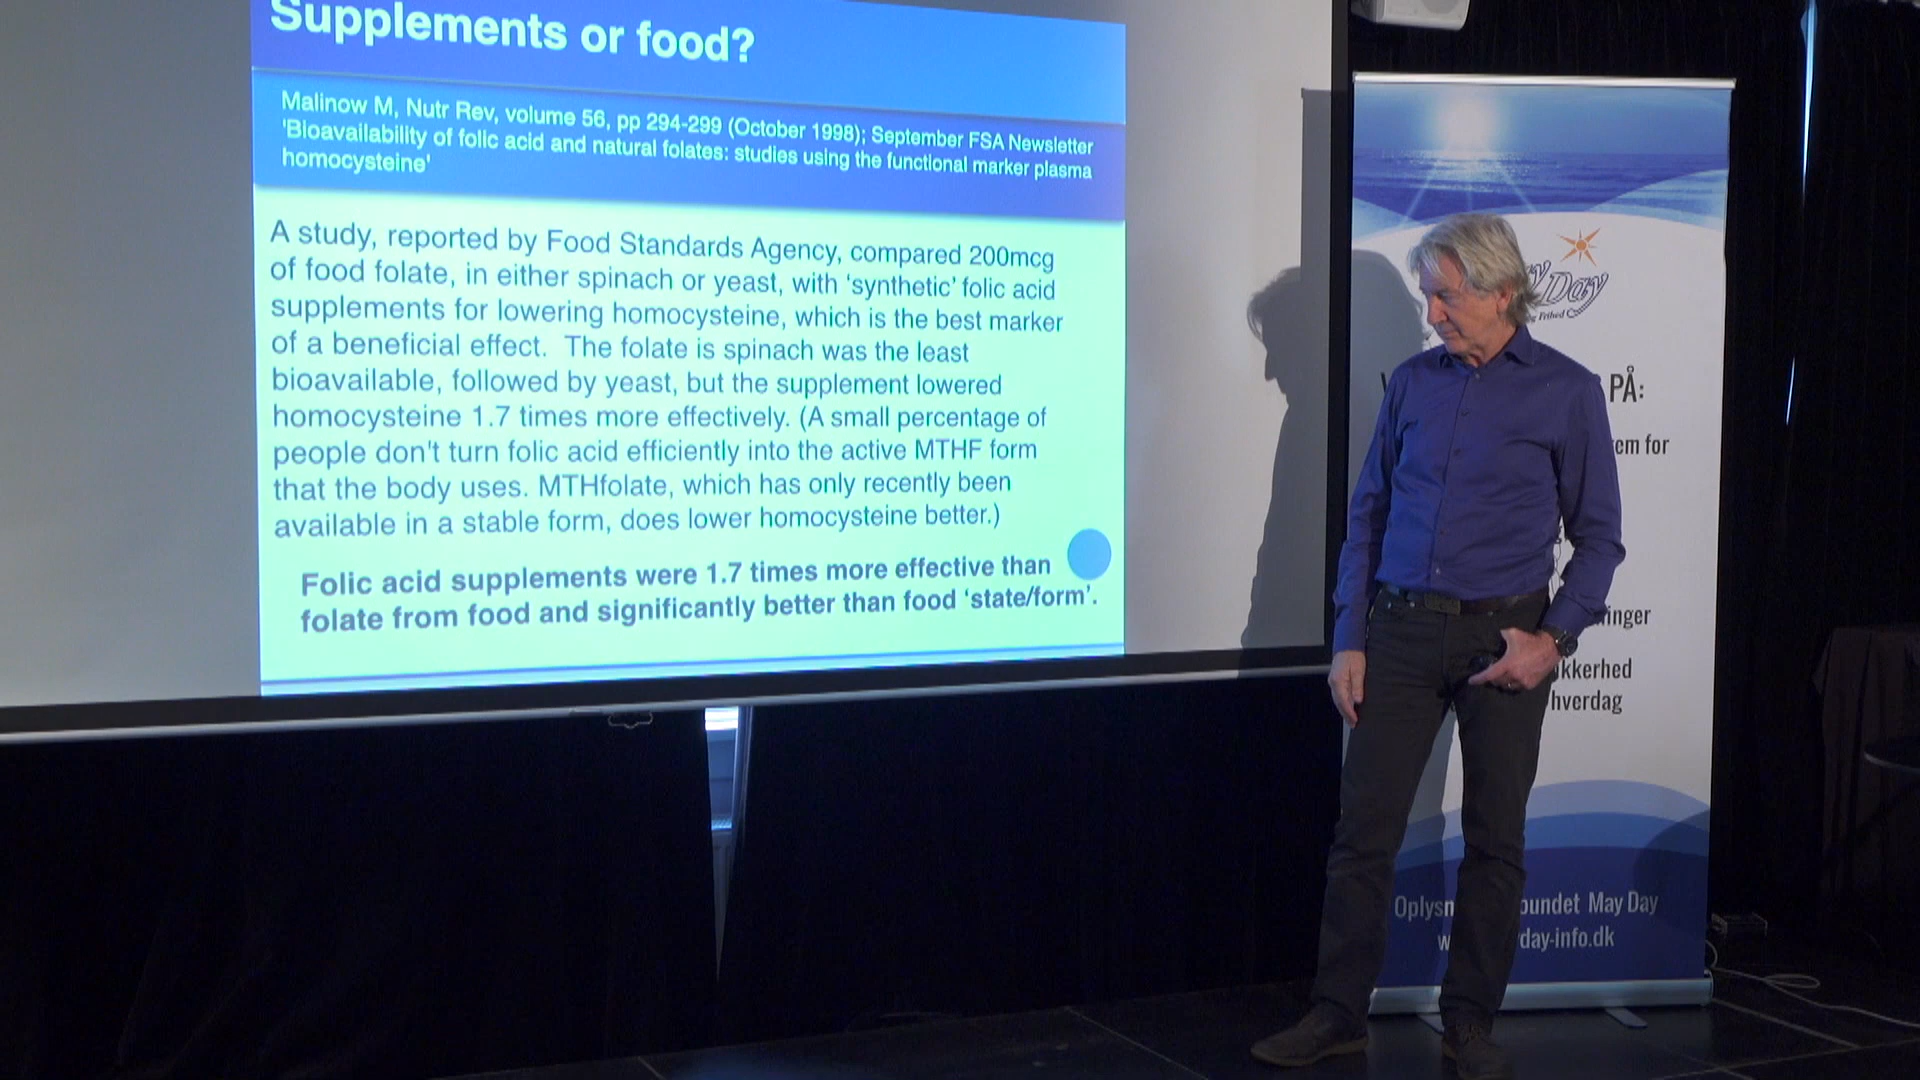 Supplements or food?
Malinow M, Nutr Rev, volume 56, pp 294-299 (October 1998); September FSA Newsletter
'Bioavailability of folic acid and natural folates: studies using the functional marker plasma
homocysteine'
A study, reported by Food Standards Agency, compared 200mcg
of food folate, in either spinach or yeast, with ‘synthetic’ folic acid
supplements for lowering homocysteine, which is the best marker
of a beneficial effect.  The folate is spinach was the least
bioavailable, followed by yeast, but the supplement lowered
homocysteine 1.7 times more effectively. (A small percentage of
people don't turn folic acid efficiently into the active MTHF form
that the body uses. MTHfolate, which has only recently been
available in a stable form, does lower homocysteine better.)
Folic acid supplements were 1.7 times more effective than
folate from food and significantly better than food ‘state/form’.
Day
Frihed
PÅ:
May Day
day-info.dk
hverdag